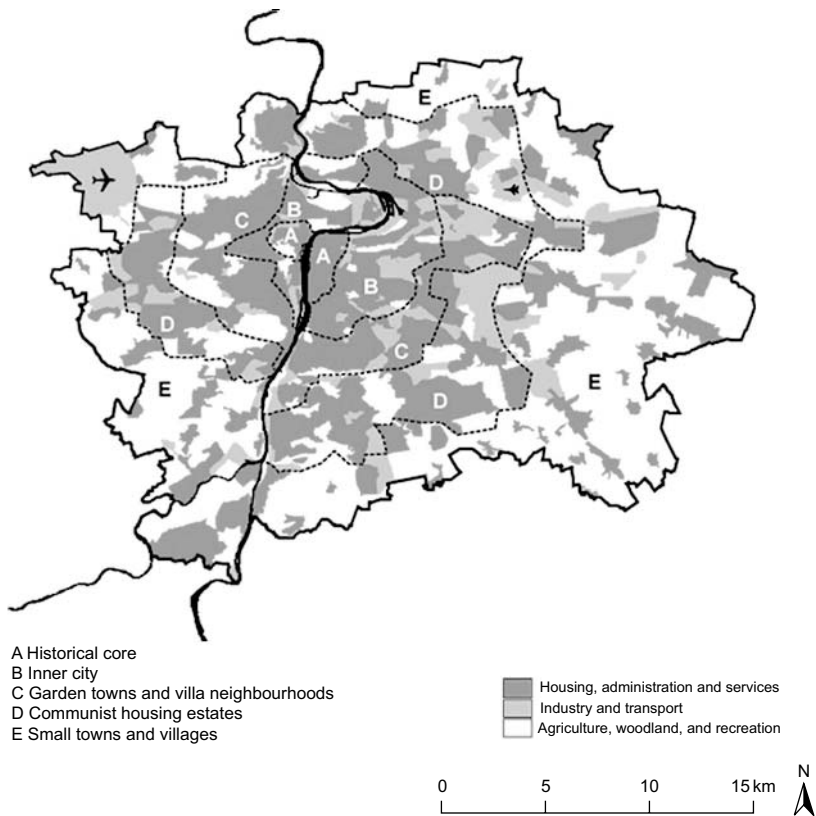 E
D
C
B
A
A
B
D
C
E
E
D
A Historical core
B Inner city
C Garden towns and villa neighbourhoods
D Communist housing estates
E Small towns and villages
Housing, administration and services
Industry and transport
Agriculture, woodland, and recreation
0 5 10 15 km
N